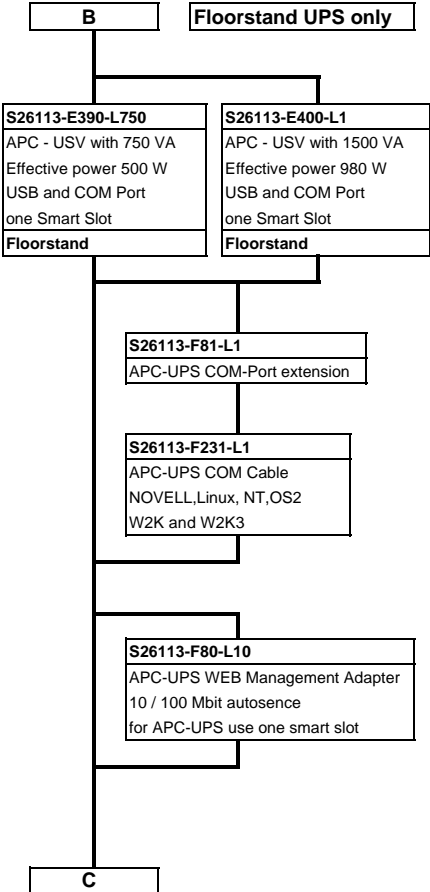 B
Floorstand UPS only
S26113-E390-L750
APC - USV with 750 VA
Effective power 500 W
USB and COM Port
one Smart Slot
Floorstand
S26113-E400-L1
APC - USV with 1500 VA
Effective power 980 W
USB and COM Port
one Smart Slot
Floorstand
S26113-F81-L1
APC-UPS COM-Port extension
S26113-F231-L1
APC-UPS COM Cable
NOVELL,Linux, NT,OS2
W2K and W2K3
S26113-F80-L10
APC-UPS WEB Management Adapter
10 / 100 Mbit autosence
for APC-UPS use one smart slot
C